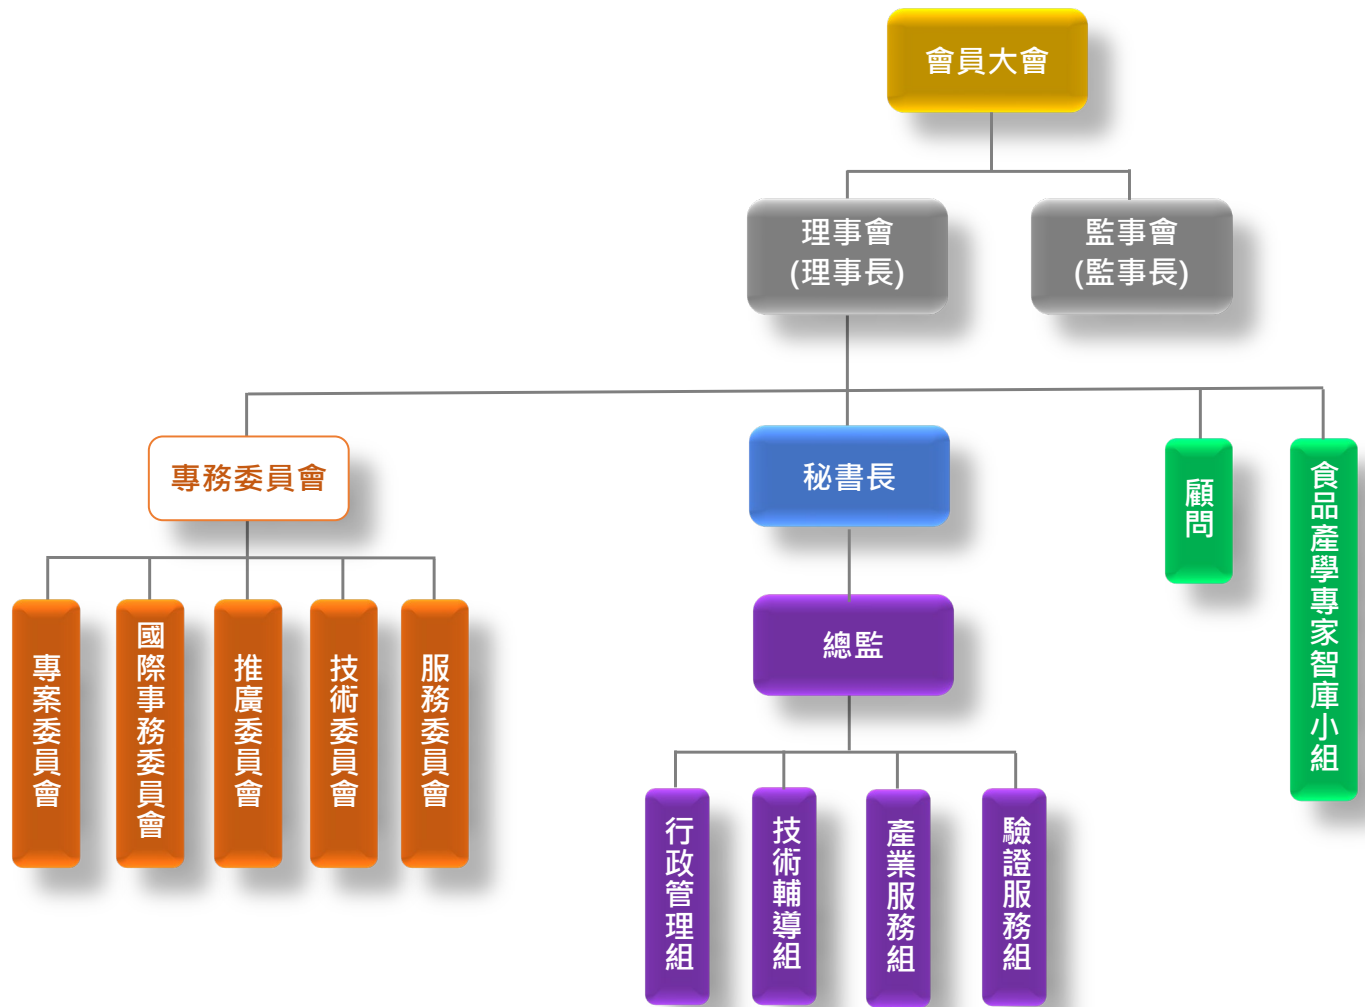 會員大會
理事會
(理事長)
監事會
(監事長)
專務委員會
秘書長
顧問
食品產學專家智庫小組
總監
專案委員會
國際事務委員會
推廣委員會
技術委員會
服務委員會
行政管理組
技術輔導組
產業服務組
驗證服務組